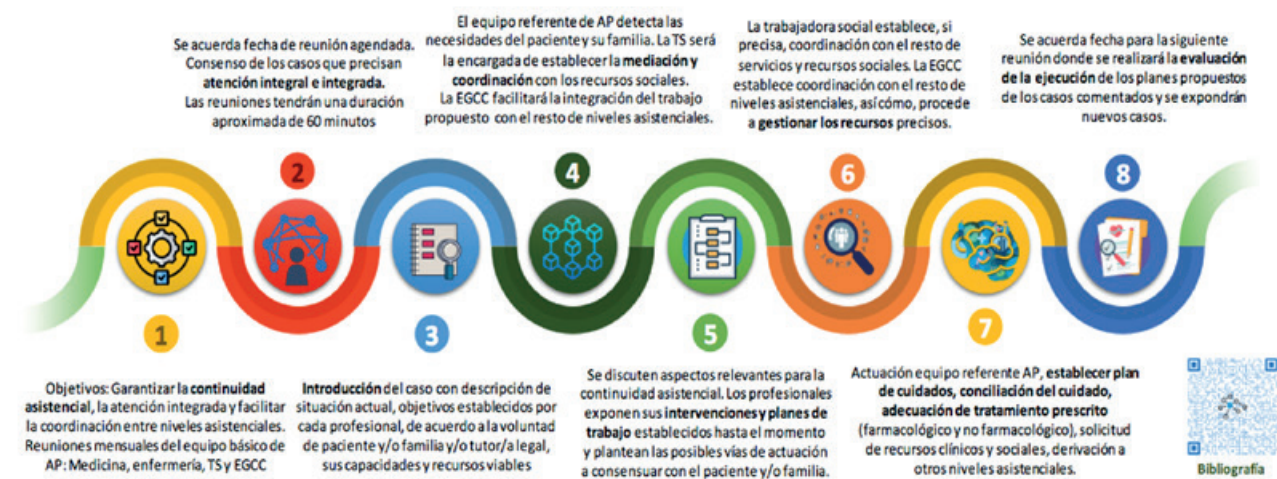 1
Objetivos: Garantizar la continuidad
asistencial, la atención integrada y facilitar
la coordinación entre niveles asistenciales.
Reuniones mensuales del equipo básico de
AP: Medicina, enfermería, TS y EGCC
Se acuerda fecha de reunión agendada.
Consenso de los casos que precisan
atención integral e integrada.
Las reuniones tendrán una duración
aproximada de 60 minutos
2
3
Introducción del caso con descripción de
situación actual, objetivos establecidos por
cada profesional, de acuerdo a la voluntad
de paciente y/o familia y/o tutor/a legal,
sus capacidades y recursos viables
El equipo referente de AP detecta las
necesidades del paciente y su familia. La TS será
la encargada de establecer la mediación y
coordinación con los recursos sociales.
La EGCC facilitará la integración del trabajo
propuesto con el resto de niveles asistenciales.
4
5
Se discuten aspectos relevantes para la
continuidad asistencial. Los profesionales
exponen sus intervenciones y planes de
trabajo establecidos hasta el momento
y plantean las posibles vías de actuación
a consensuar con el paciente y/o familia.
La trabajadora social establece, si
precisa, coordinación con el resto de
servicios y recursos sociales. La EGCC
establece coordinación con el resto de
niveles asistenciales, así cómo, procede
a gestionar los recursos precisos.
6
7
Actuación equipo referente AP, establecer plan
de cuidados, conciliación del cuidado,
adecuación de tratamiento prescrito
(farmacológico y no farmacológico), solicitud
de recursos clínicos y sociales, derivación a
otros niveles asistenciales.
Se acuerda fecha para la siguiente
reunión donde se realizará la evaluación
de la ejecución de los planes propuestos
de los casos comentados y se expondrán
nuevos casos.
8
Bibliografía